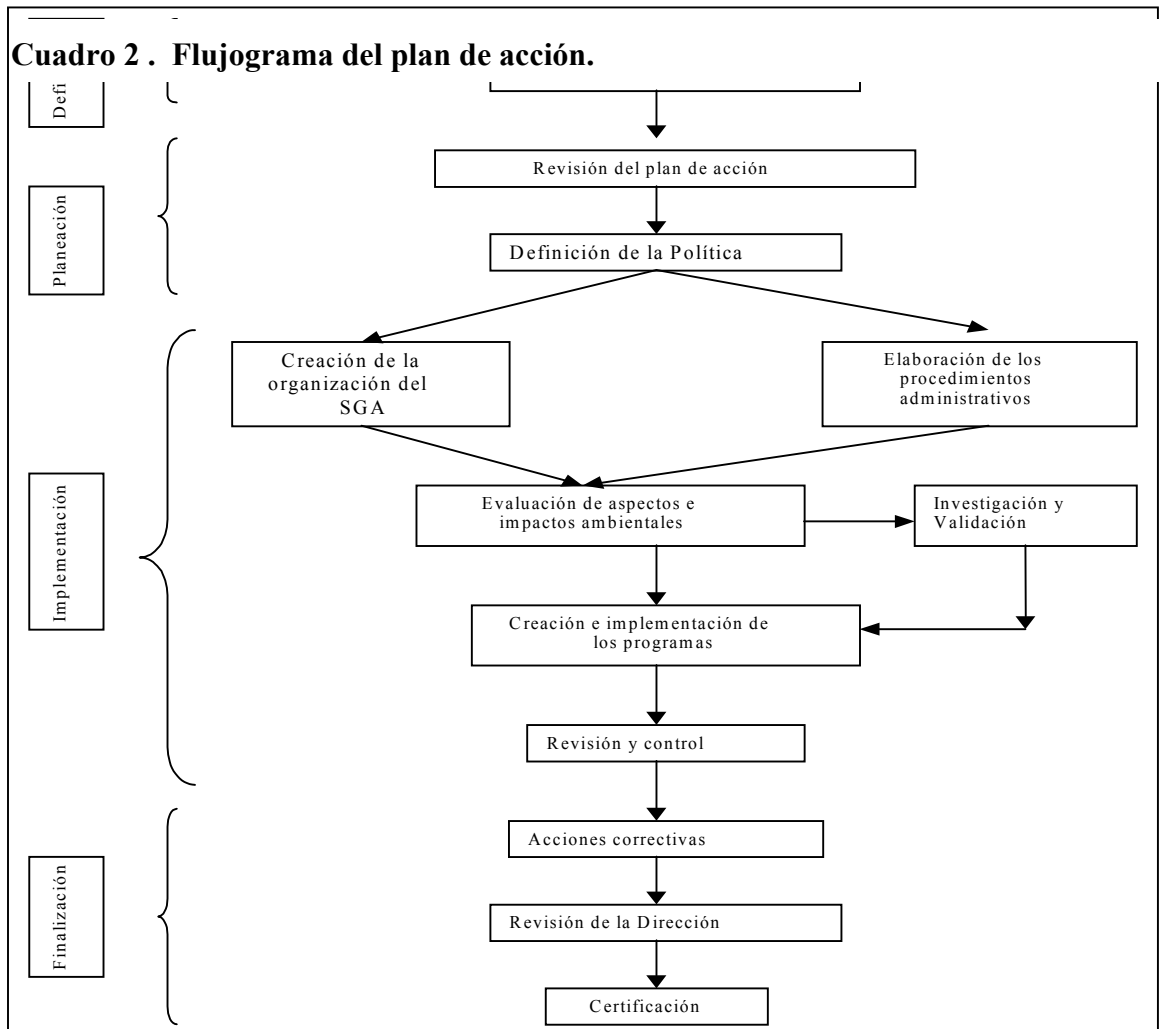 Cuadro 2 . Flujograma del plan de acción.
Defi
Revisión del plan de acción
Planeación
Definición de la Política
Creación de la
organización del
SGA
Elaboración de los
procedimientos
administrativos
Implementación
Evaluación de aspectos e
impactos ambientales
Investigación y
Validación
Creación e implementación de
los programas
Revisión y control
Acciones correctivas
Finalización
Revisión de la Dirección
Certificación